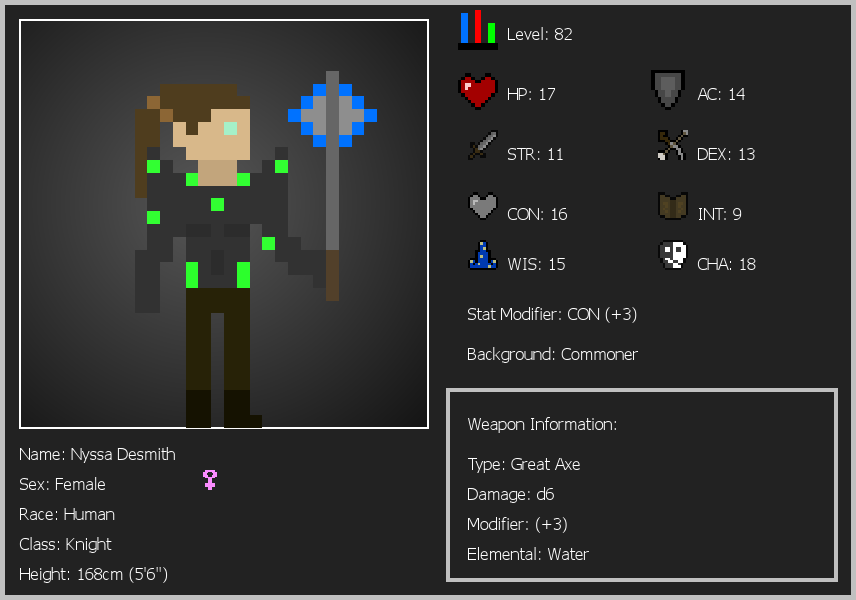 Level: 82
HP: 17
AC: 14
STR: 11
DEX: 13
CON: 16
INT: 9
WIS: 15
CHA: 18
Stat Modifier: CON (+3)
Background: Commoner
Weapon Information:
Type: Great Axe
Damage: d6
Modifier: (+3)
Elemental: Water
Name: Nyssa Desmith
Sex: Female
Race: Human
Class: Knight
Height: 168cm (5'6")